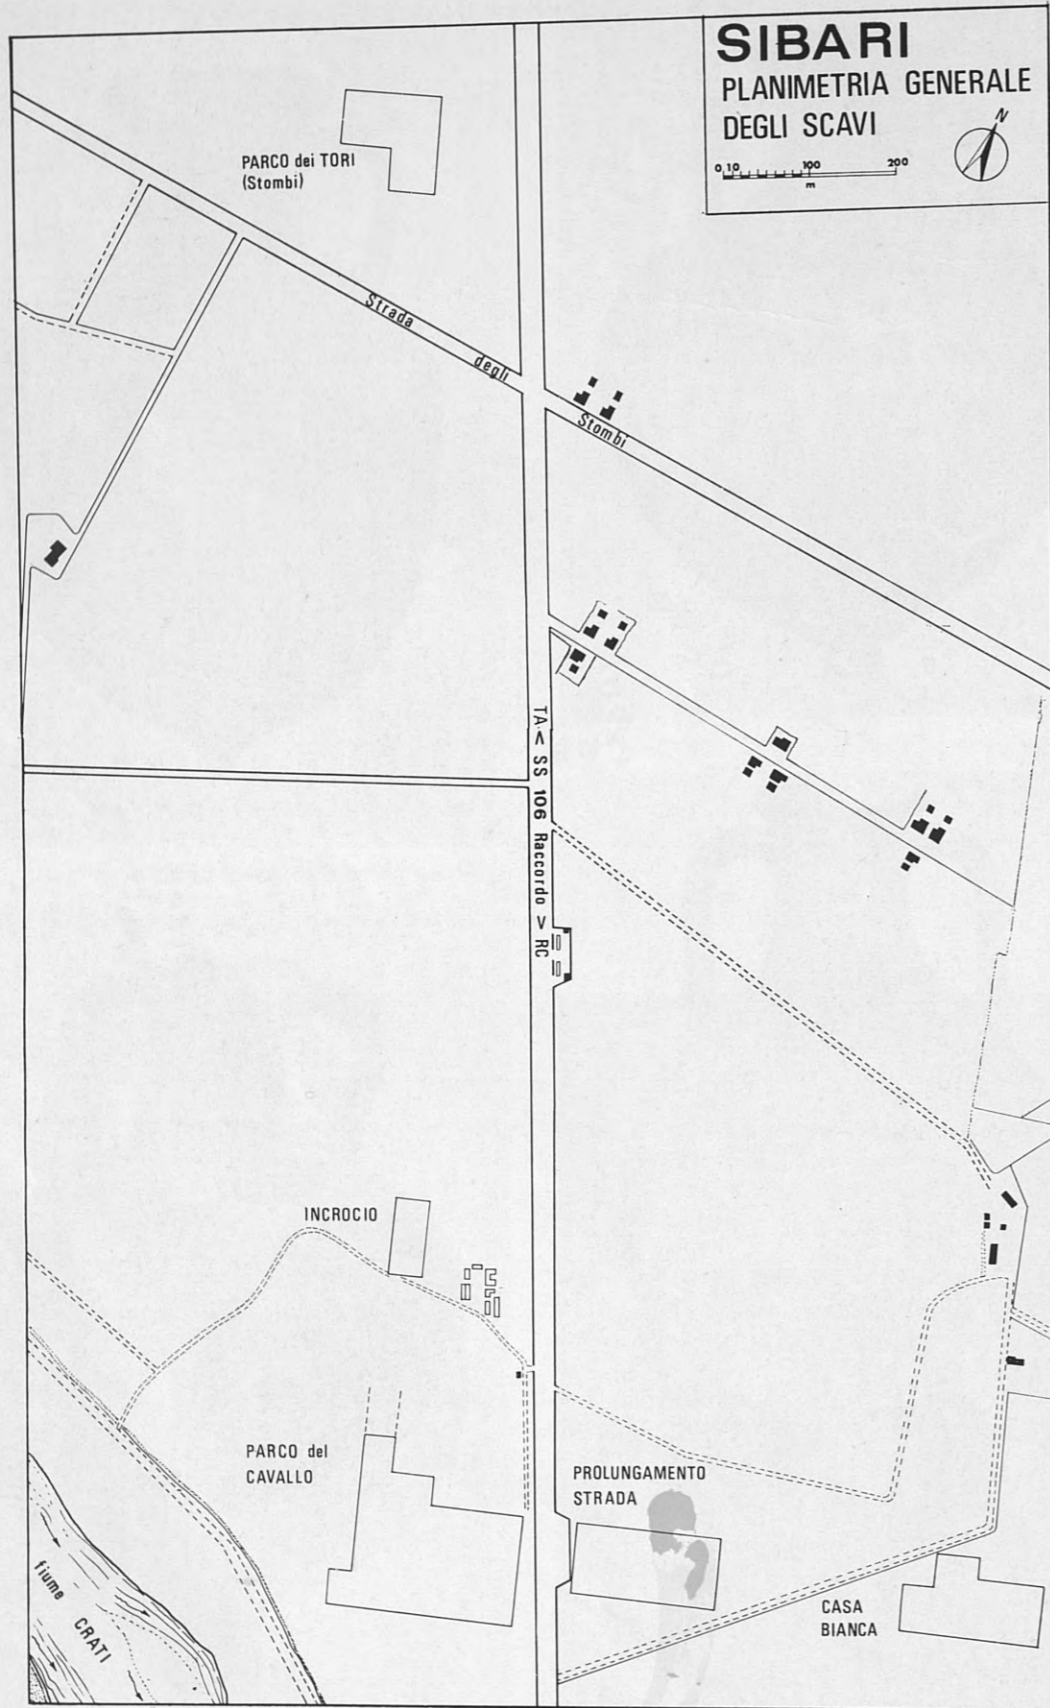 SIBARI
PLANIMETRIA GENERALE
DEGLI SCAVI
N
0 10 100 200
m
PARCO dei TORI
(Stombi)
Strada degli Stombi
TA < SS 106 Raccordo > RC
INCROCIO
PARCO del
CAVALLO
PROLUNGAMENTO
STRADA
CASA
BIANCA
fiume CRATI